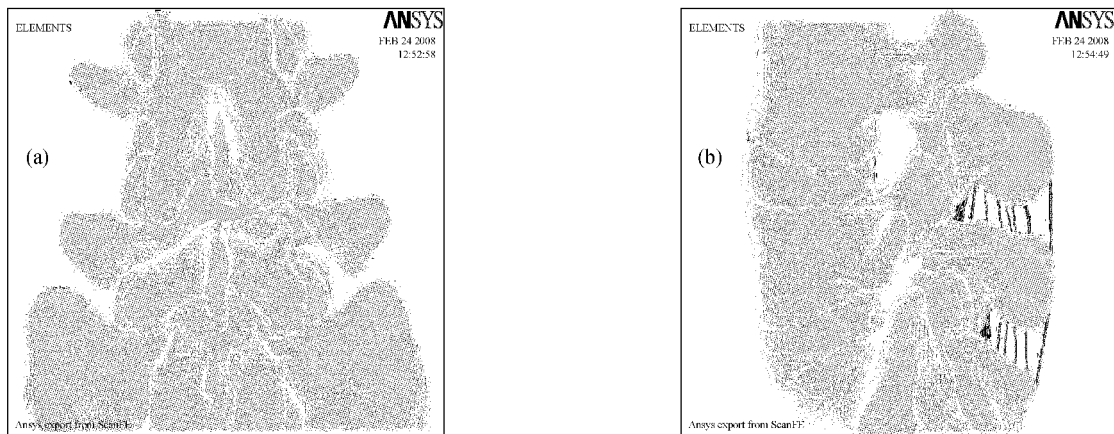 ELEMENTS
ANSYS
FEB 24 2008
12:52:58
(a)
Ansys export from ScanFE
ELEMENTS
ANSYS
FEB 24 2008
12:54:49
(b)
Ansys export from ScanFE